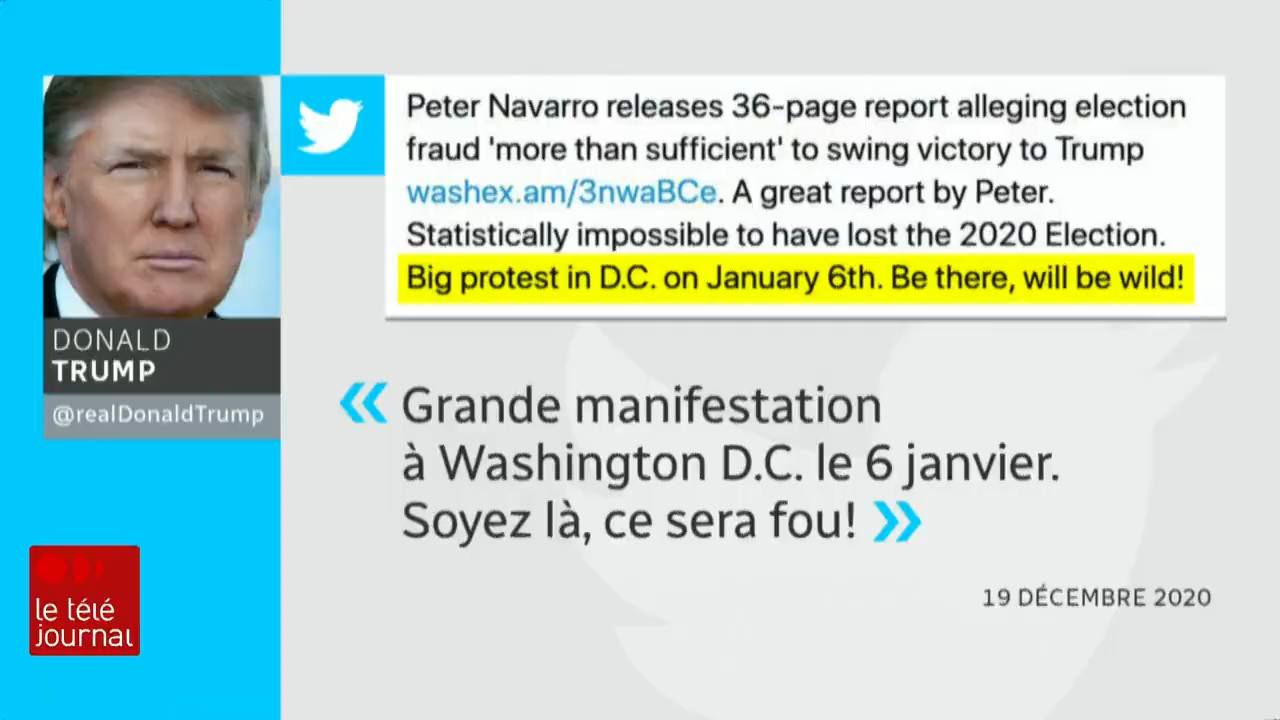 Peter Navarro releases 36-page report alleging election
fraud 'more than sufficient' to swing victory to Trump
washex.am/3nwaBCe. A great report by Peter.
Statistically impossible to have lost the 2020 Election.
Big protest in D.C. on January 6th. Be there, will be wild!
DONALD
TRUMP
@realDonaldTrump
« Grande manifestation
à Washington D.C. le 6 janvier.
Soyez là, ce sera fou! »
19 DÉCEMBRE 2020
le télé
journal